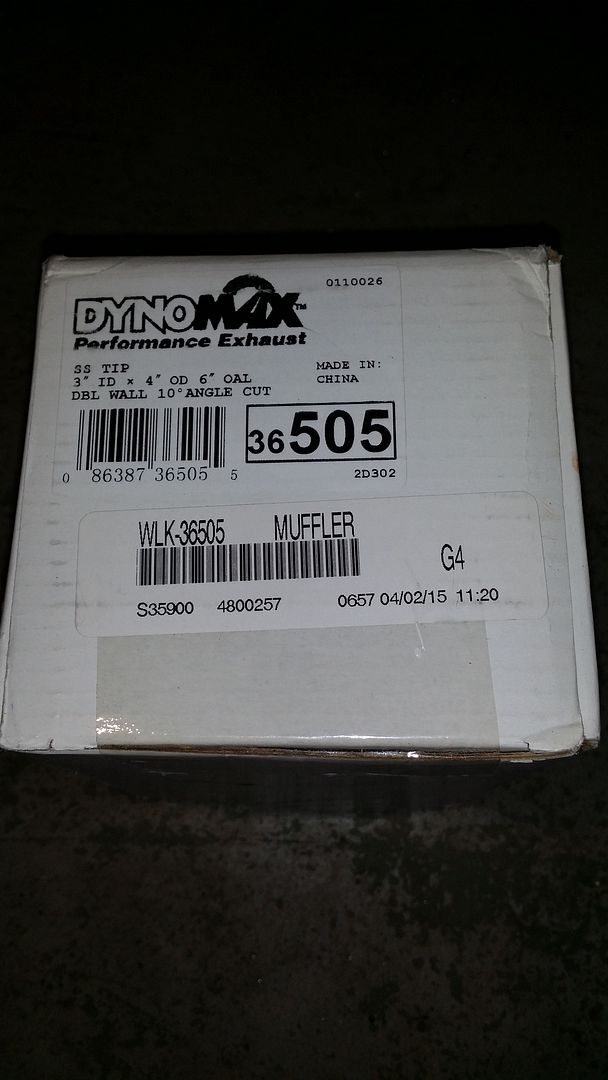 0110026
DYNOMAX™
Performance Exhaust
SS TIP
3" ID × 4" OD 6" OAL
DBL WALL 10°ANGLE CUT
MADE IN:
CHINA
36505
0 86387 36505 5
2D302
WLK-36505 MUFFLER
G4
S35900 4800257 0657 04/02/15 11:20